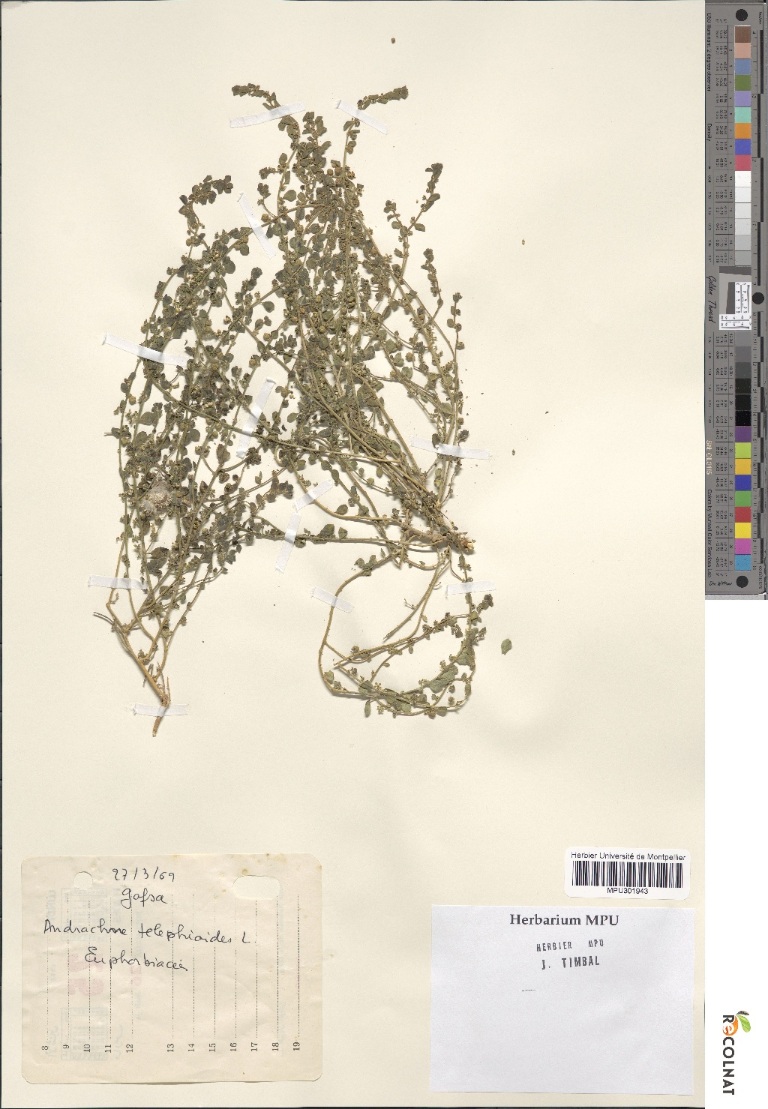 Herbier Université de Montpellier
MPU301943
Herbarium MPU
HERBIER MPU
J. TIMBAL
27/3/69
Gafsa
Andrachne telephioides L.
Euphorbiacées
8 9 10 11 12 13 14 15 16 17 18 19
ReCOLNAT